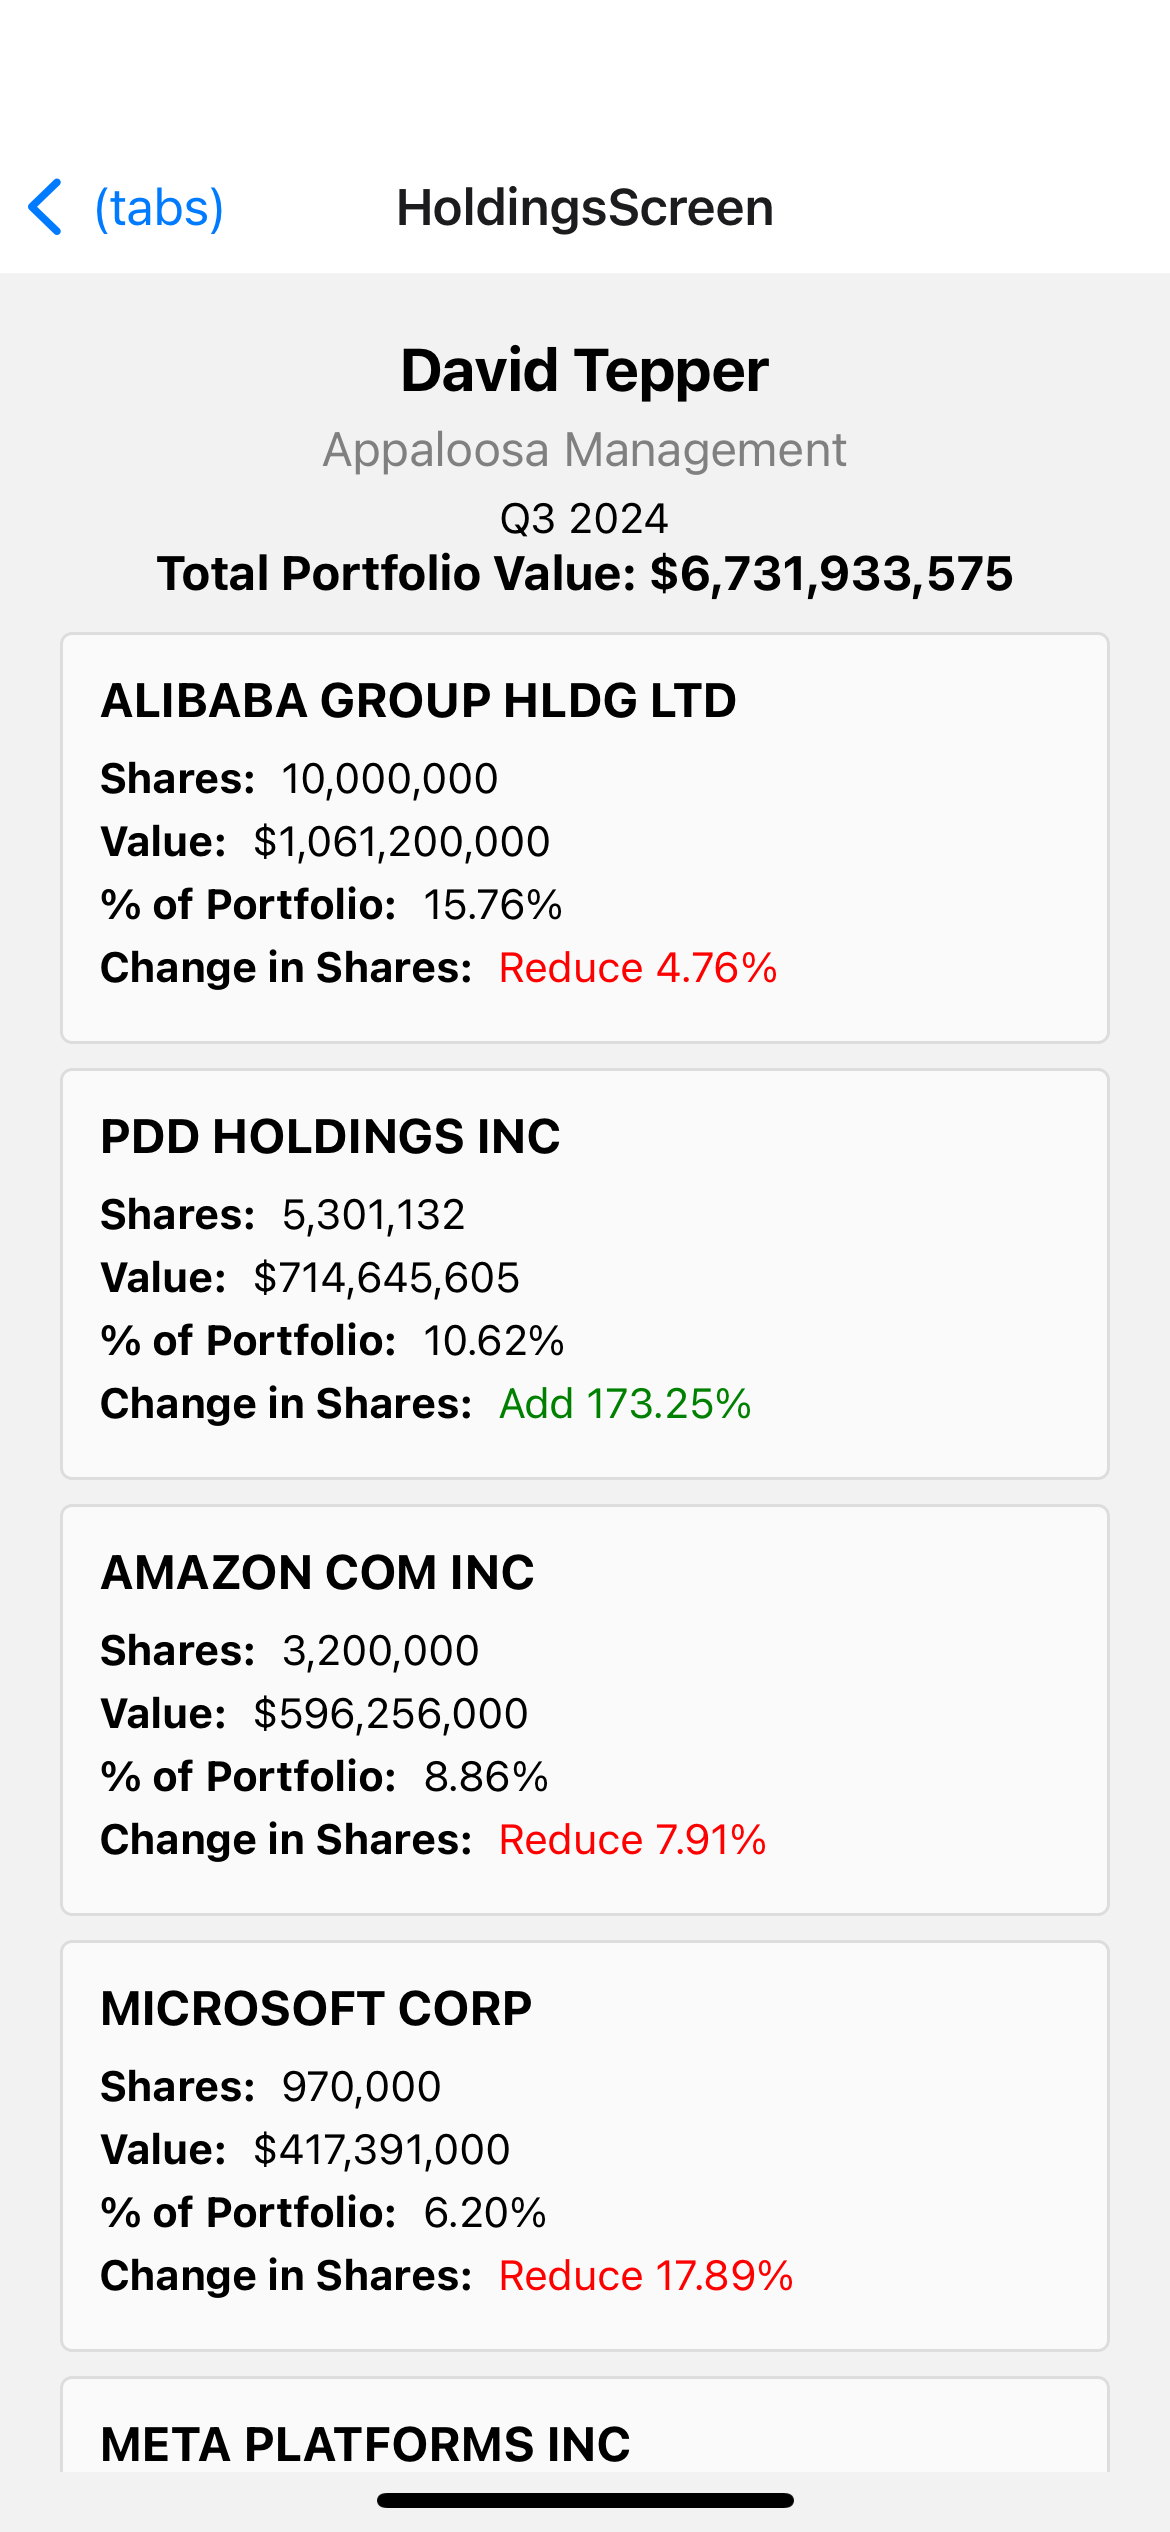 (tabs)
HoldingsScreen
David Tepper
Appaloosa Management
Q3 2024
Total Portfolio Value: $6,731,933,575
ALIBABA GROUP HLDG LTD
Shares: 10,000,000
Value: $1,061,200,000
% of Portfolio: 15.76%
Change in Shares: Reduce 4.76%
PDD HOLDINGS INC
Shares: 5,301,132
Value: $714,645,605
% of Portfolio: 10.62%
Change in Shares: Add 173.25%
AMAZON COM INC
Shares: 3,200,000
Value: $596,256,000
% of Portfolio: 8.86%
Change in Shares: Reduce 7.91%
MICROSOFT CORP
Shares: 970,000
Value: $417,391,000
% of Portfolio: 6.20%
Change in Shares: Reduce 17.89%
META PLATFORMS INC